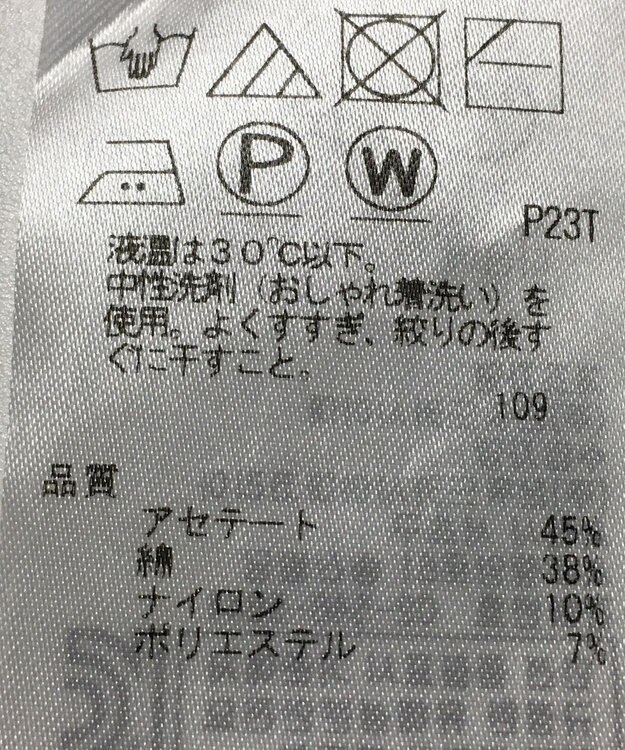 P
W
P23T
液温は30℃以下。
中性洗剤（おしゃれ着洗い）を
使用。よくすすぎ、絞りの後す
ぐに干すこと。
109
品質
アセテート 45%
綿 38%
ナイロン 10%
ポリエステル 7%